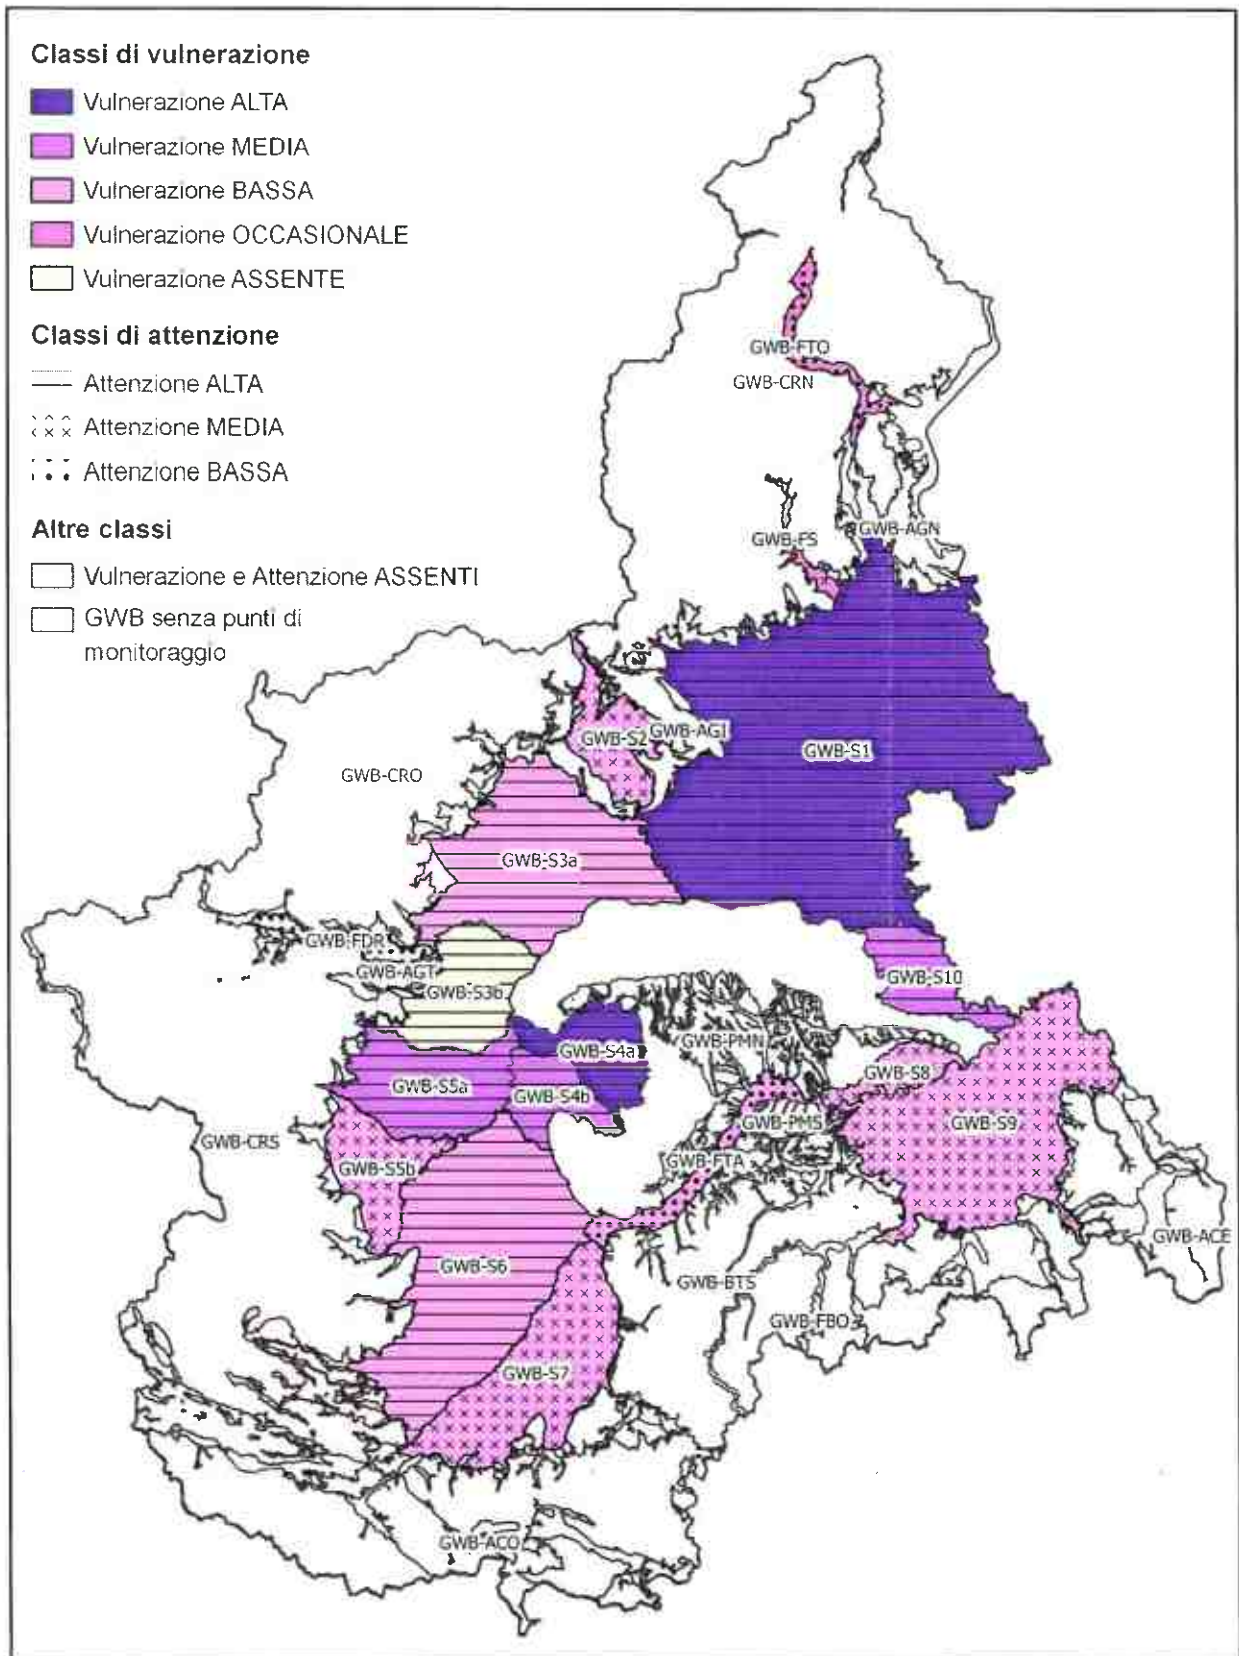 Classi di vulnerazione
Vulnerazione ALTA
Vulnerazione MEDIA
Vulnerazione BASSA
Vulnerazione OCCASIONALE
Vulnerazione ASSENTE
Classi di attenzione
Attenzione ALTA
Attenzione MEDIA
Attenzione BASSA
Altre classi
Vulnerazione e Attenzione ASSENTI
GWB senza punti di
monitoraggio
GWB-FTO
GWB-CRN
GWB-AGN
GWB-FS
GWB-S2
GWB-AGI
GWB-S1
GWB-CRO
GWB-S3a
GWB-FDR
GWB-AGT
GWB-S3b
GWB-S10
GWB-PMN
GWB-S4a
GWB-S8
GWB-S5a
GWB-S4b
GWB-PMS
GWB-S9
GWB-CRS
GWB-S5b
GWB-FTA
GWB-ACE
GWB-S6
GWB-BTS
GWB-FBO
GWB-S7
GWB-ACO